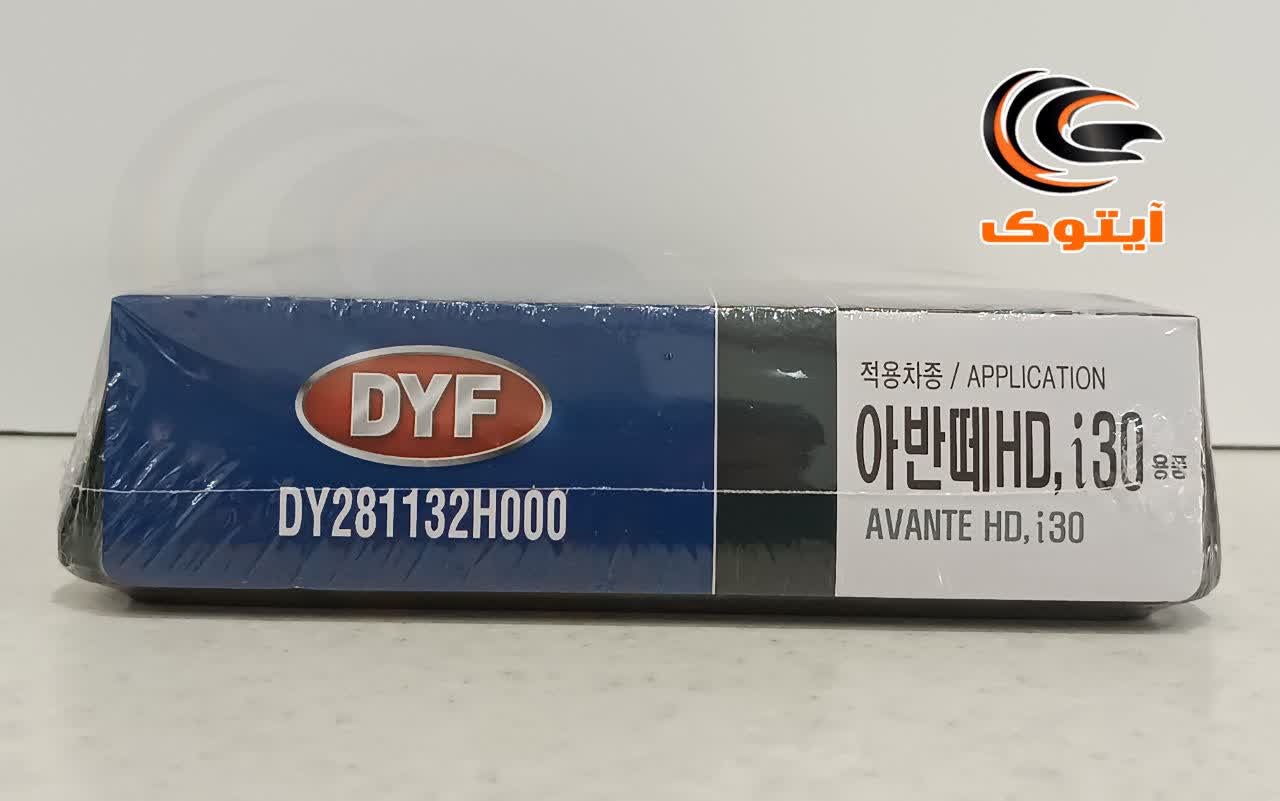 آیتوک
DYF
DY281132H000
적용차종 / APPLICATION
아반떼HD, i30 용품
AVANTE HD, i30